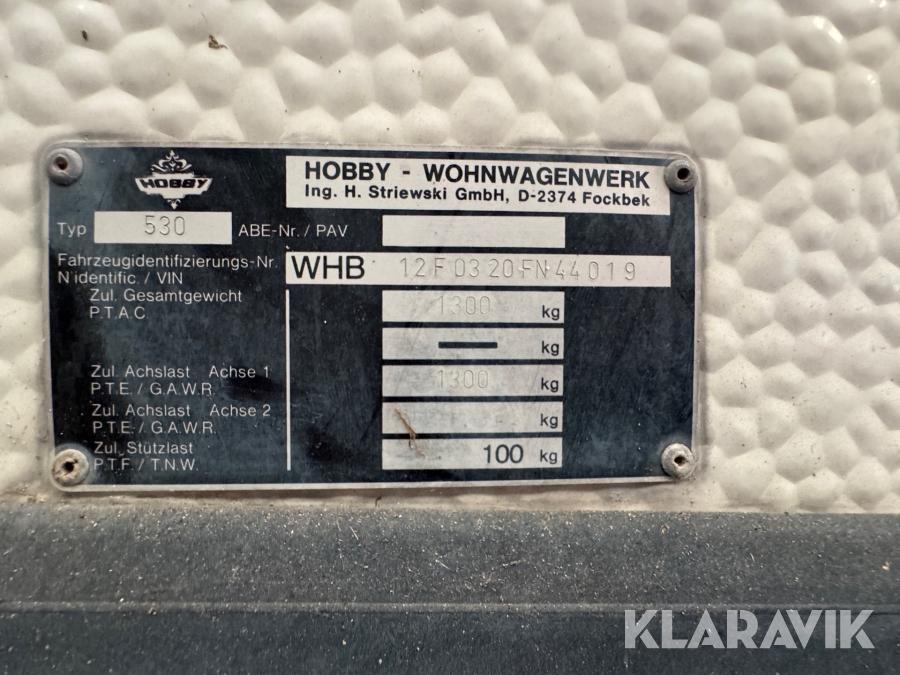 HOBBY
HOBBY - WOHNWAGENWERK
Ing. H. Striewski GmbH, D-2374 Fockbek
Typ 530 ABE-Nr. / PAV
Fahrzeugidentifizierungs-Nr. WHB 12F0320FN44019
N identific. / VIN
Zul. Gesamtgewicht 1300 kg
P.T.A.C
— kg
Zul. Achslast Achse 1 1300 kg
P.T.E. / G.A.W.R.
Zul. Achslast Achse 2 kg
P.T.E. / G.A.W.R.
Zul. Stützlast 100 kg
P.T.F. / T.N.W.
KLARAVIK